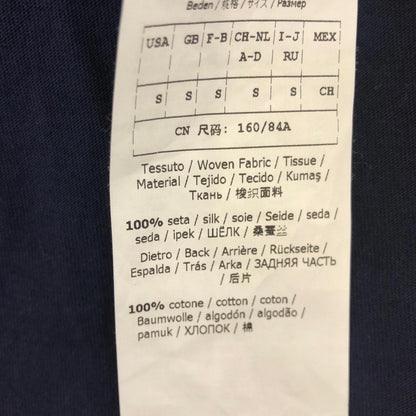 Beden / 规格 / サイズ / Размер
USA GB F-B CH-NL I-J MEX
A-D RU
S S S S S CH
CN 尺码: 160/84A
Tessuto / Woven Fabric / Tissue /
Material / Tejido / Tecido / Kumaş /
Ткань / 梭织面料
100% seta / silk / soie / Seide / seda /
seda / ipek / ШЁЛК / 桑蚕丝
Dietro / Back / Arrière / Rückseite /
Espalda / Trás / Arka / ЗАДНЯЯ ЧАСТЬ
/ 后片
100% cotone / cotton / coton /
Baumwolle / algodón / algodão /
pamuk / ХЛОПОК / 棉